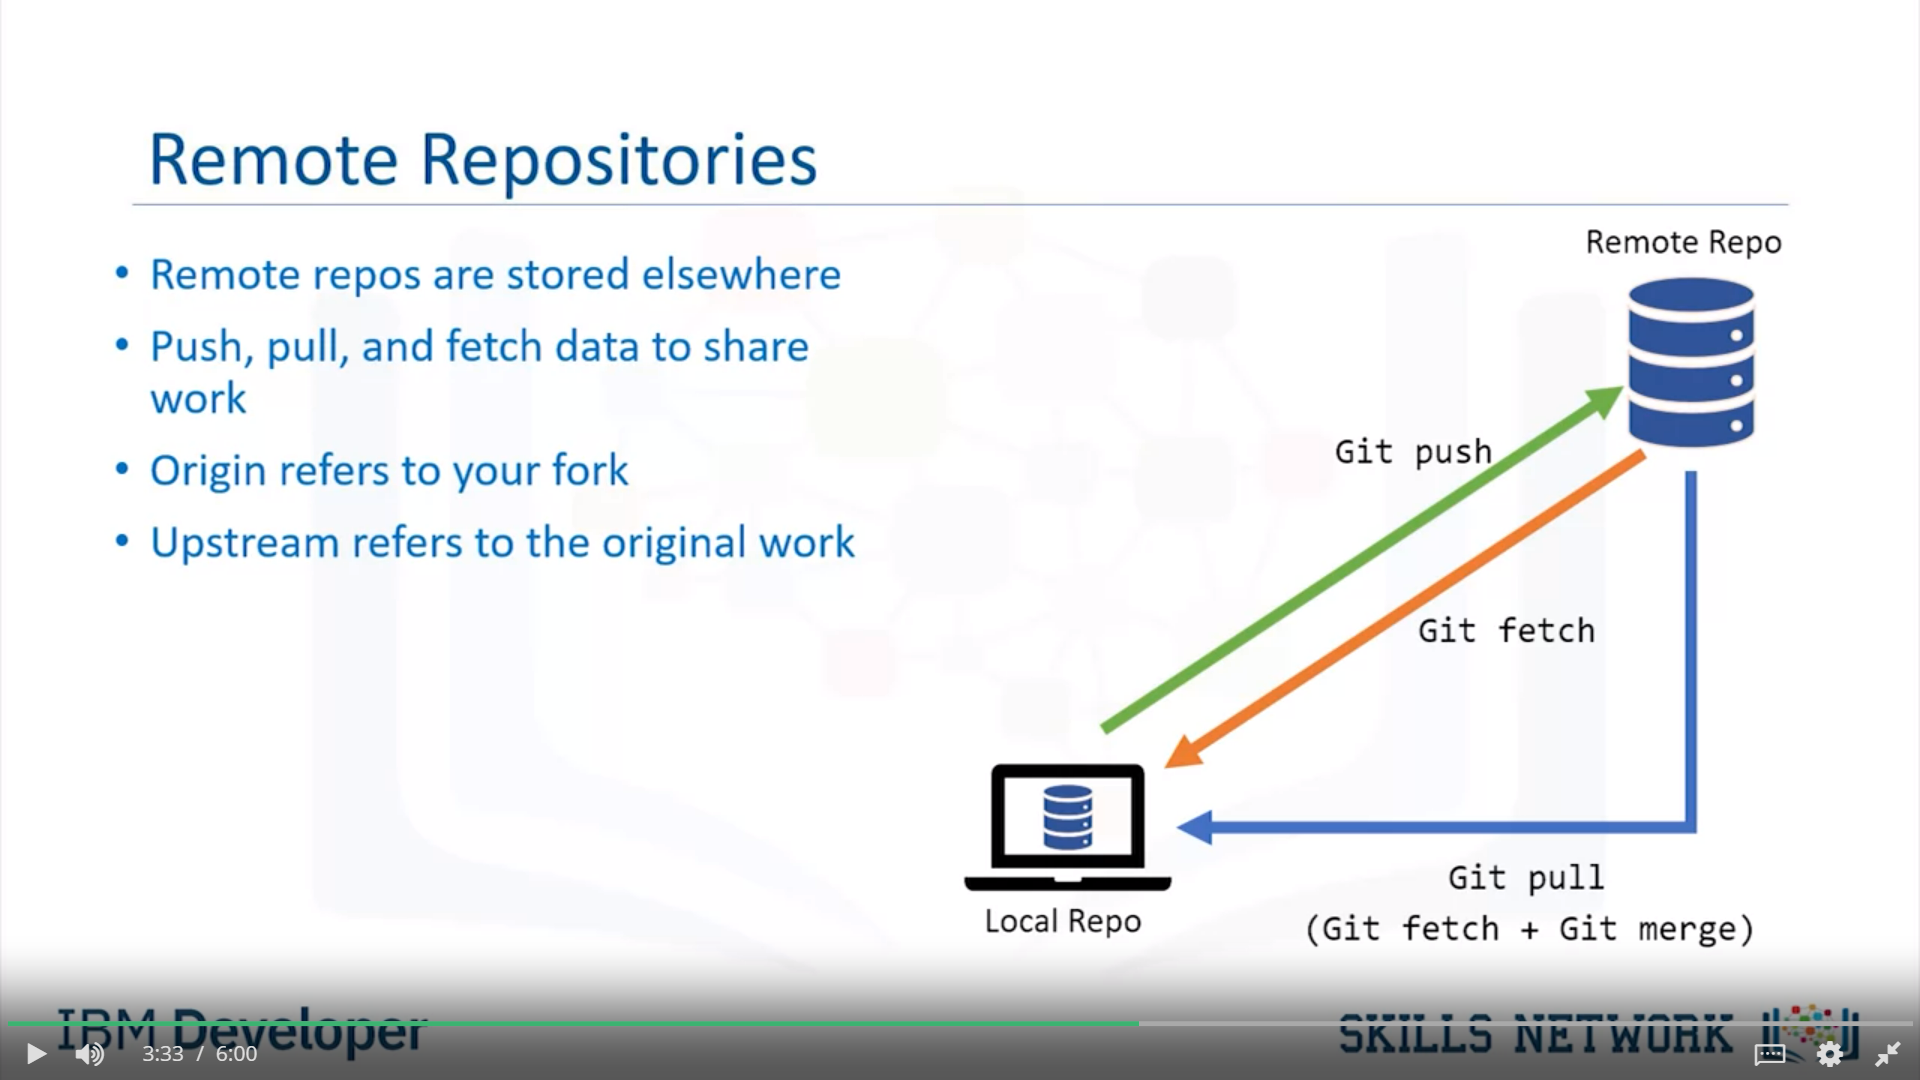 Remote Repositories
• Remote repos are stored elsewhere
• Push, pull, and fetch data to share
work
• Origin refers to your fork
• Upstream refers to the original work
Remote Repo
Git push
Git fetch
Local Repo
Git pull
(Git fetch + Git merge)
IBM Developer
SKILLS NETWORK
3:33 / 6:00